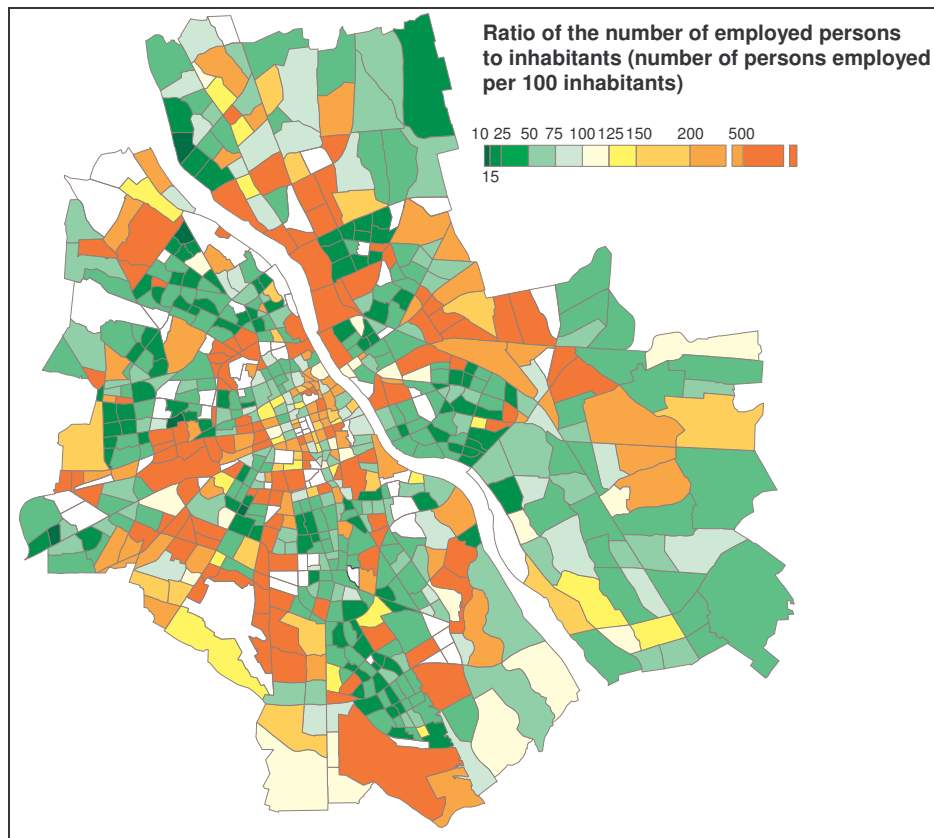 Ratio of the number of employed persons
to inhabitants (number of persons employed
per 100 inhabitants)
10 25 50 75 100 125 150 200 500
15